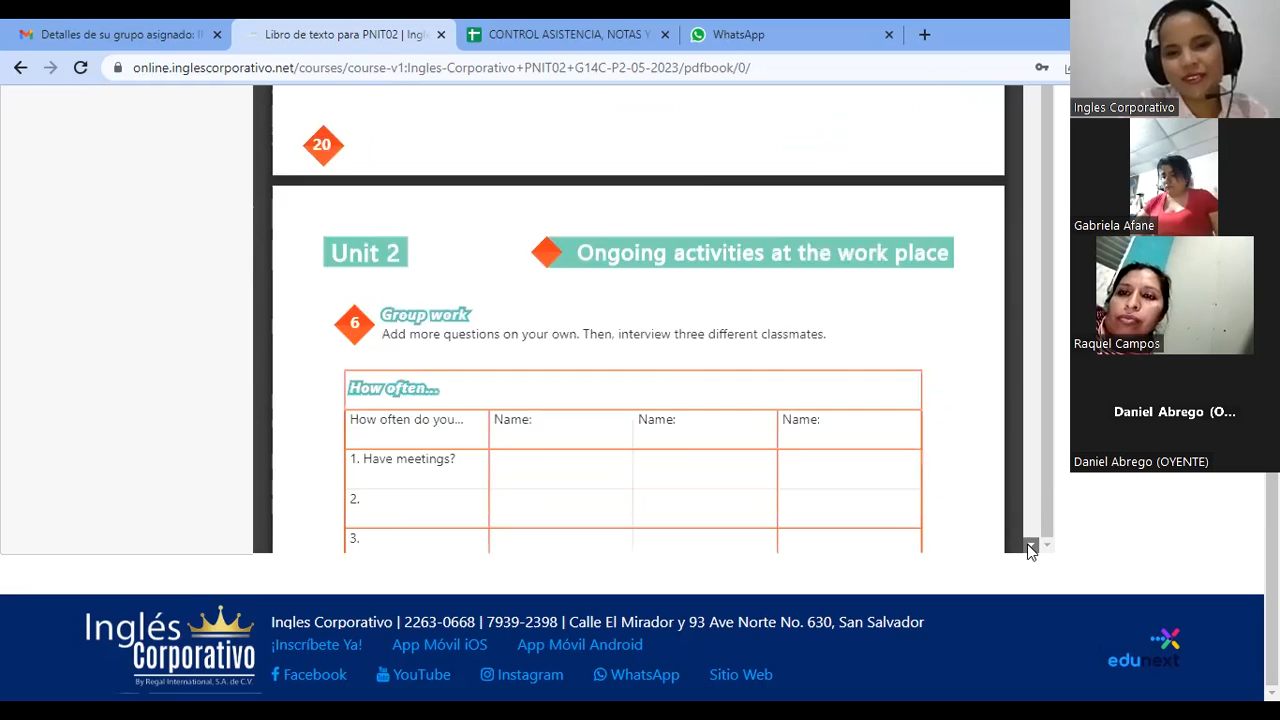 Detalles de su grupo asignado: I
Libro de texto para PNIT02 | Ingl
CONTROL ASISTENCIA, NOTAS Y
WhatsApp
online.inglescorporativo.net/courses/course-v1:Ingles-Corporativo+PNIT02+G14C-P2-05-2023/pdfbook/0/
Ingles Corporativo
Gabriela Afane
Raquel Campos
Daniel Abrego (O...
Daniel Abrego (OYENTE)
20
Unit 2
Ongoing activities at the work place
6
Group work
Add more questions on your own. Then, interview three different classmates.
How often...
How often do you... Name: Name: Name:
1. Have meetings?
2.
3.
Inglés
Corporativo
By Regal International, S.A. de C.V.
Ingles Corporativo | 2263-0668 | 7939-2398 | Calle El Mirador y 93 Ave Norte No. 630, San Salvador
¡Inscríbete Ya! App Móvil iOS App Móvil Android
Facebook YouTube Instagram WhatsApp Sitio Web
edunext